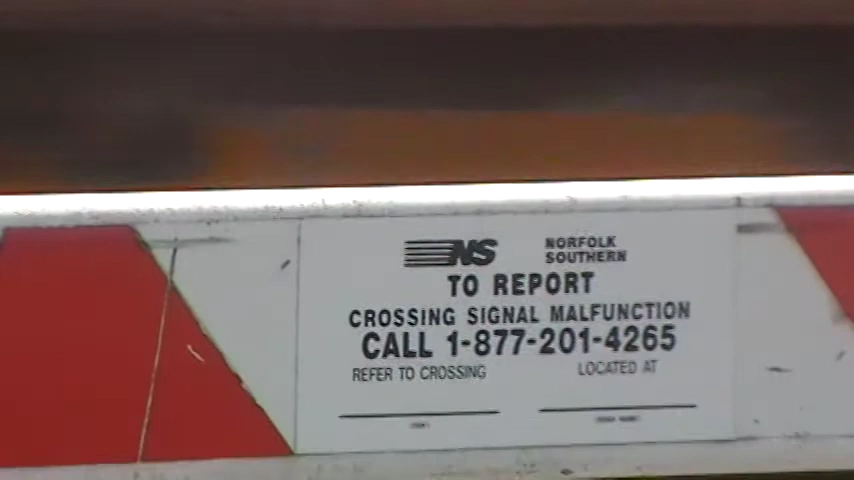 NS NORFOLK
SOUTHERN
TO REPORT
CROSSING SIGNAL MALFUNCTION
CALL 1-877-201-4265
REFER TO CROSSING LOCATED AT